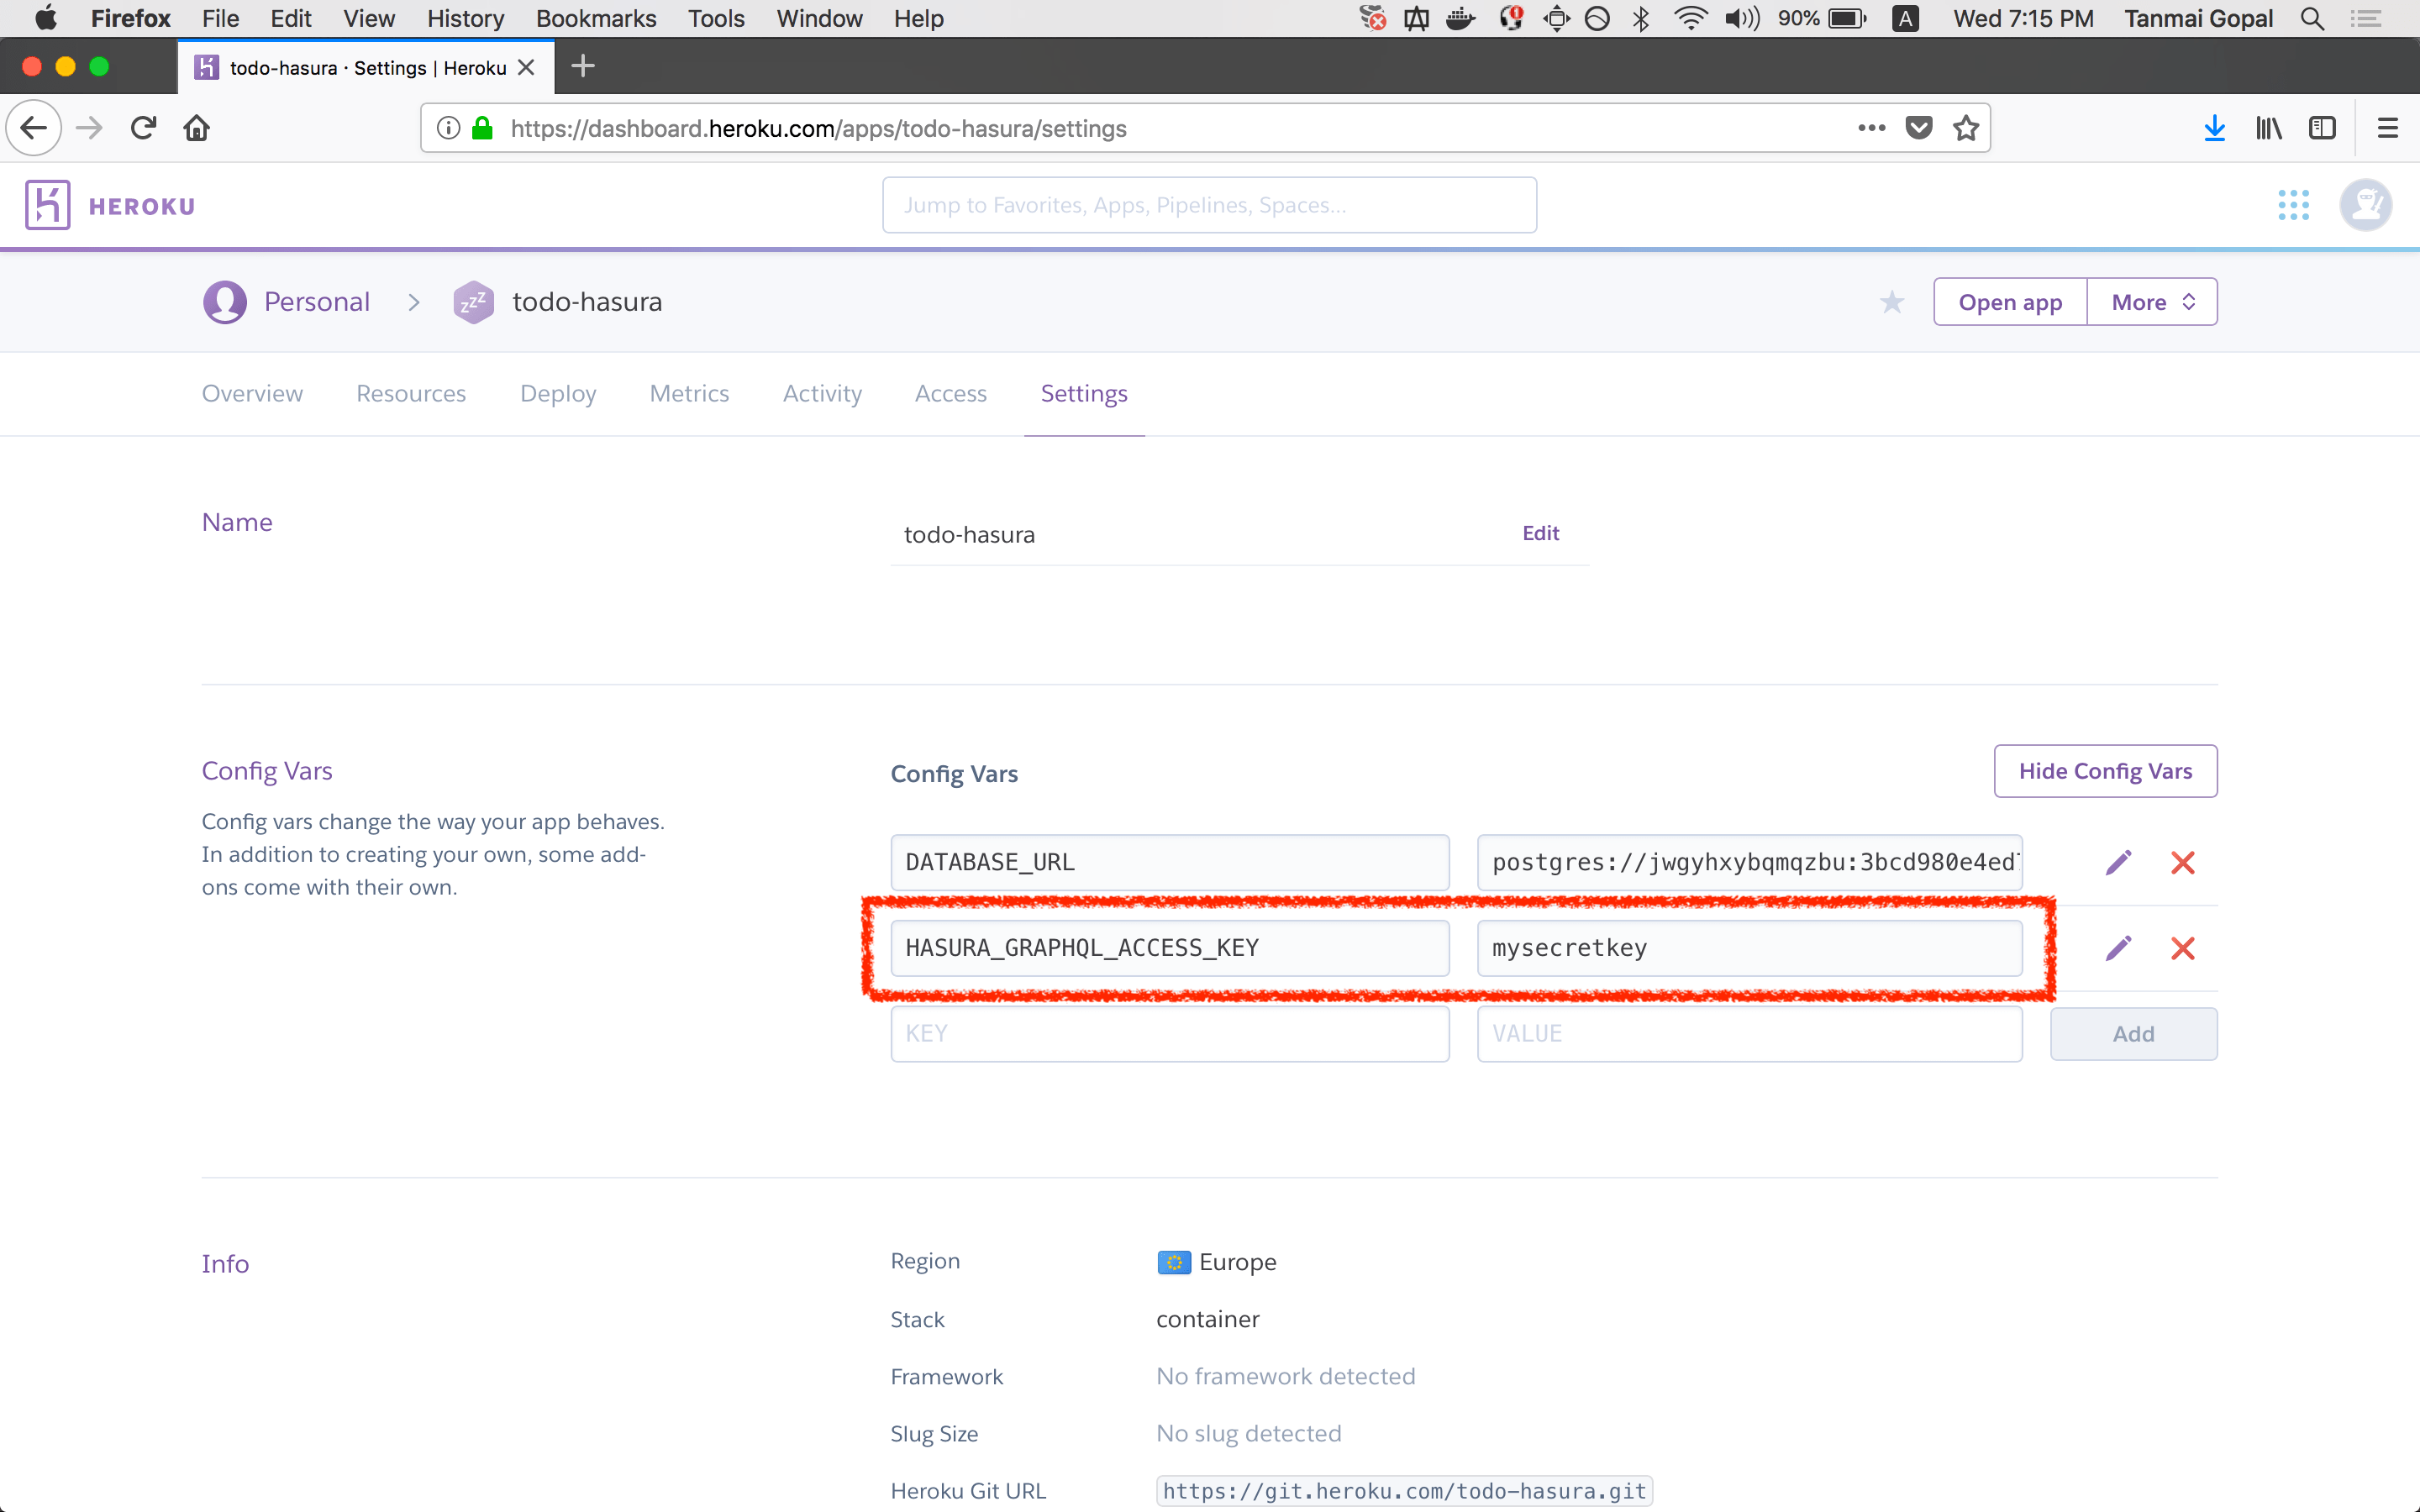 Firefox File Edit View History Bookmarks Tools Window Help 90% A Wed 7:15 PM Tanmai Gopal
todo-hasura · Settings | Heroku
https://dashboard.heroku.com/apps/todo-hasura/settings
HEROKU
Jump to Favorites, Apps, Pipelines, Spaces...
Personal > zzZ todo-hasura Open app More
Overview Resources Deploy Metrics Activity Access Settings
Name
todo-hasura Edit
Config Vars
Config vars change the way your app behaves.
In addition to creating your own, some add-
ons come with their own.
Config Vars Hide Config Vars
DATABASE_URL postgres://jwgyhxybqmqzbu:3bcd980e4ed
HASURA_GRAPHQL_ACCESS_KEY mysecretkey
KEY VALUE Add
Info
Region Europe
Stack container
Framework No framework detected
Slug Size No slug detected
Heroku Git URL https://git.heroku.com/todo-hasura.git